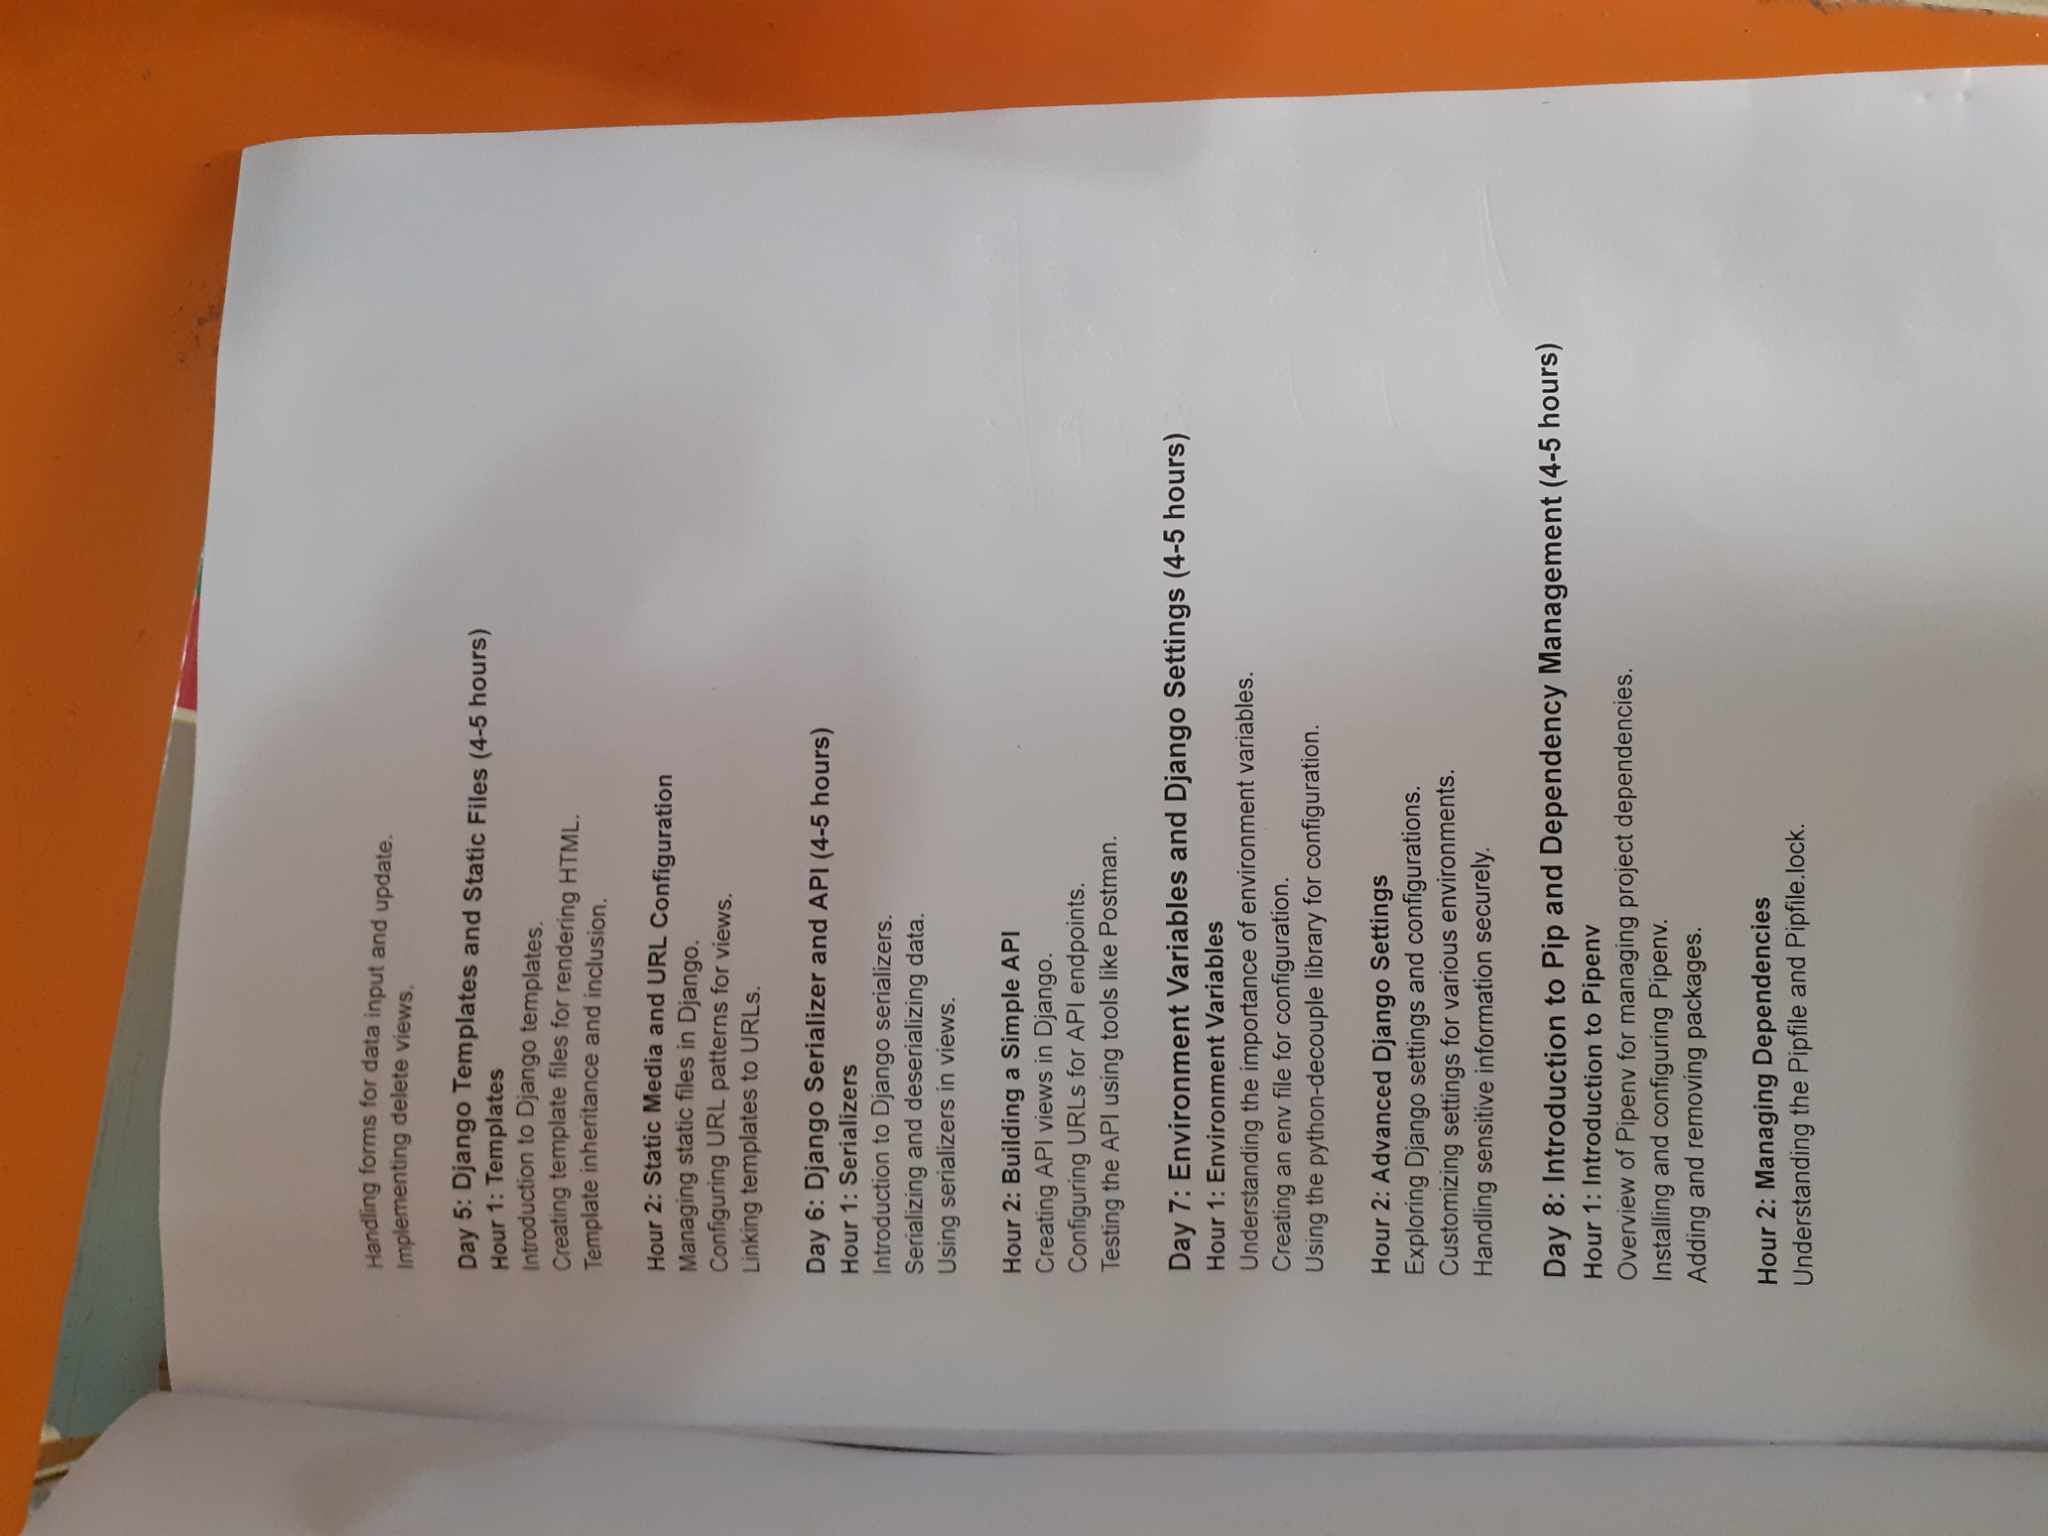 Handling forms for data input and update.
Implementing delete views.
Day 5: Django Templates and Static Files (4-5 hours)
Hour 1: Templates
Introduction to Django templates.
Creating template files for rendering HTML.
Template inheritance and inclusion.
Hour 2: Static Media and URL Configuration
Managing static files in Django.
Configuring URL patterns for views.
Linking templates to URLs.
Day 6: Django Serializer and API (4-5 hours)
Hour 1: Serializers
Introduction to Django serializers.
Serializing and deserializing data.
Using serializers in views.
Hour 2: Building a Simple API
Creating API views in Django.
Configuring URLs for API endpoints.
Testing the API using tools like Postman.
Day 7: Environment Variables and Django Settings (4-5 hours)
Hour 1: Environment Variables
Understanding the importance of environment variables.
Creating an env file for configuration.
Using the python-decouple library for configuration.
Hour 2: Advanced Django Settings
Exploring Django settings and configurations.
Customizing settings for various environments.
Handling sensitive information securely.
Day 8: Introduction to Pip and Dependency Management (4-5 hours)
Hour 1: Introduction to Pipenv
Overview of Pipenv for managing project dependencies.
Installing and configuring Pipenv.
Adding and removing packages.
Hour 2: Managing Dependencies
Understanding the Pipfile and Pipfile.lock.